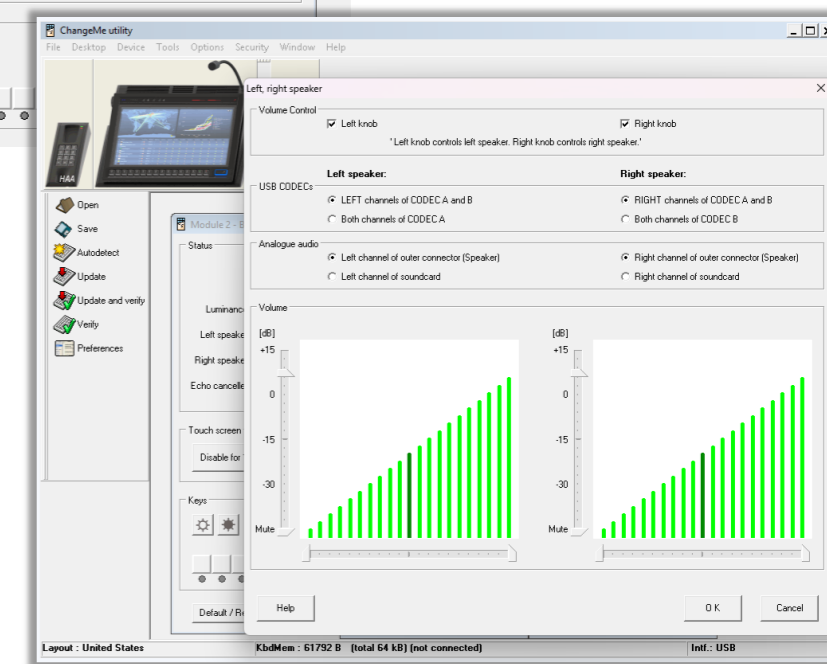 ChangeMe utility
File Desktop Device Tools Options Security Window Help
HAA
Open
Save
Autodetect
Update
Update and verify
Verify
Preferences
Module 2 - E
Status
Luminanc
Left speake
Right speake
Echo cancelle
Touch screen
Disable for
Keys
Default / Re
Left, right speaker
Volume Control
Left knob Right knob
' Left knob controls left speaker. Right knob controls right speaker.'
Left speaker: Right speaker:
USB CODECs
LEFT channels of CODEC A and B RIGHT channels of CODEC A and B
Both channels of CODEC A Both channels of CODEC B
Analogue audio
Left channel of outer connector (Speaker) Right channel of outer connector (Speaker)
Left channel of soundcard Right channel of soundcard
Volume
[dB] [dB]
+15 +15
0 0
-15 -15
-30 -30
Mute Mute
Help O K Cancel
Layout : United States KbdMem : 61792 B (total 64 kB) (not connected) Intf.: USB